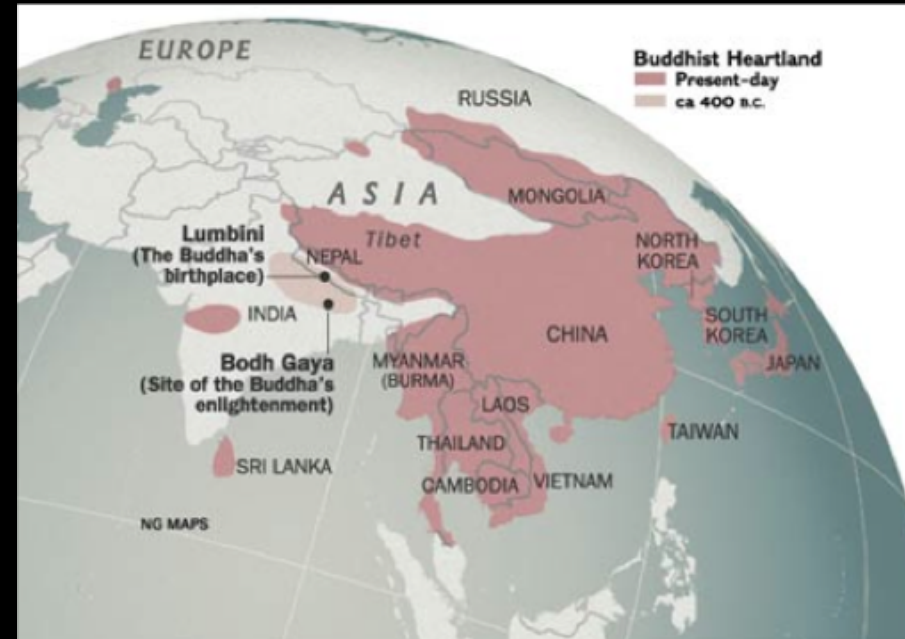 EUROPE
Buddhist Heartland
Present-day
ca 400 B.C.
RUSSIA
ASIA
MONGOLIA
Tibet
Lumbini
(The Buddha's
birthplace)
NEPAL
NORTH
KOREA
INDIA
CHINA
SOUTH
KOREA
Bodh Gaya
(Site of the Buddha's
enlightenment)
MYANMAR
(BURMA)
JAPAN
LAOS
TAIWAN
THAILAND
SRI LANKA
CAMBODIA
VIETNAM
NG MAPS